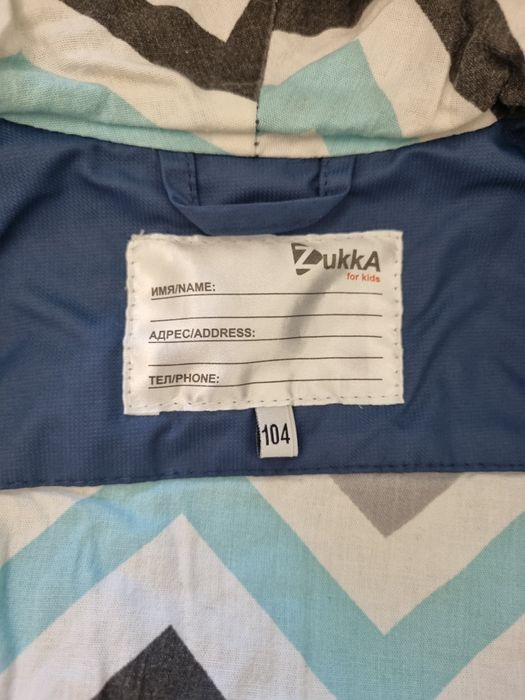 ZukkA
for kids
ИМЯ/NAME:
АДРЕС/ADDRESS:
ТЕЛ/PHONE:
104